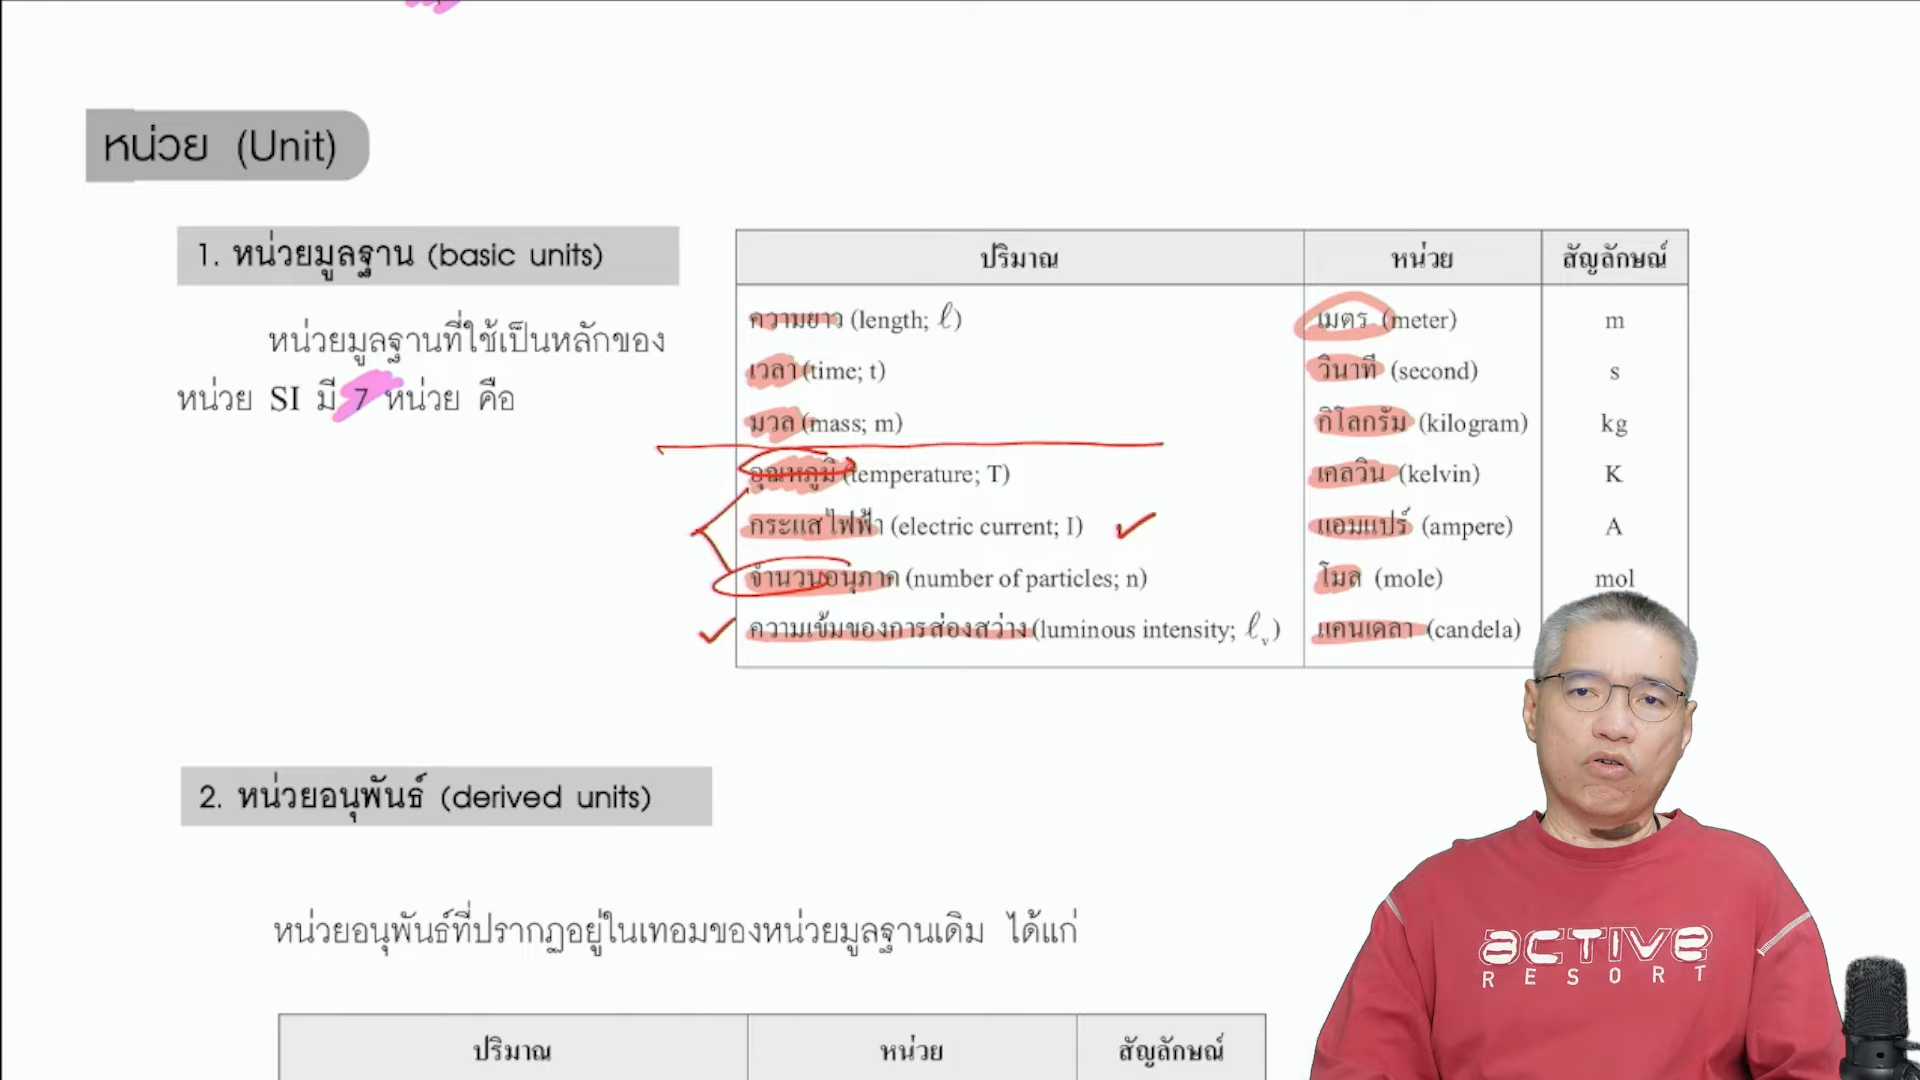 หน่วย (Unit)
1. หน่วยมูลฐาน (basic units)
หน่วยมูลฐานที่ใช้เป็นหลักของ
หน่วย SI มี 7 หน่วย คือ
ปริมาณ หน่วย สัญลักษณ์
ความยาว (length; ℓ) เมตร (meter) m
เวลา (time; t) วินาที (second) s
มวล (mass; m) กิโลกรัม (kilogram) kg
อุณหภูมิ (temperature; T) เคลวิน (kelvin) K
กระแสไฟฟ้า (electric current; I) แอมแปร์ (ampere) A
จำนวนอนุภาค (number of particles; n) โมล (mole) mol
ความเข้มของการส่องสว่าง (luminous intensity; ℓv) แคนเดลา (candela)
2. หน่วยอนุพันธ์ (derived units)
หน่วยอนุพันธ์ที่ปรากฏอยู่ในเทอมของหน่วยมูลฐานเดิม ได้แก่
ปริมาณ หน่วย สัญลักษณ์
ACTIVE
RESORT